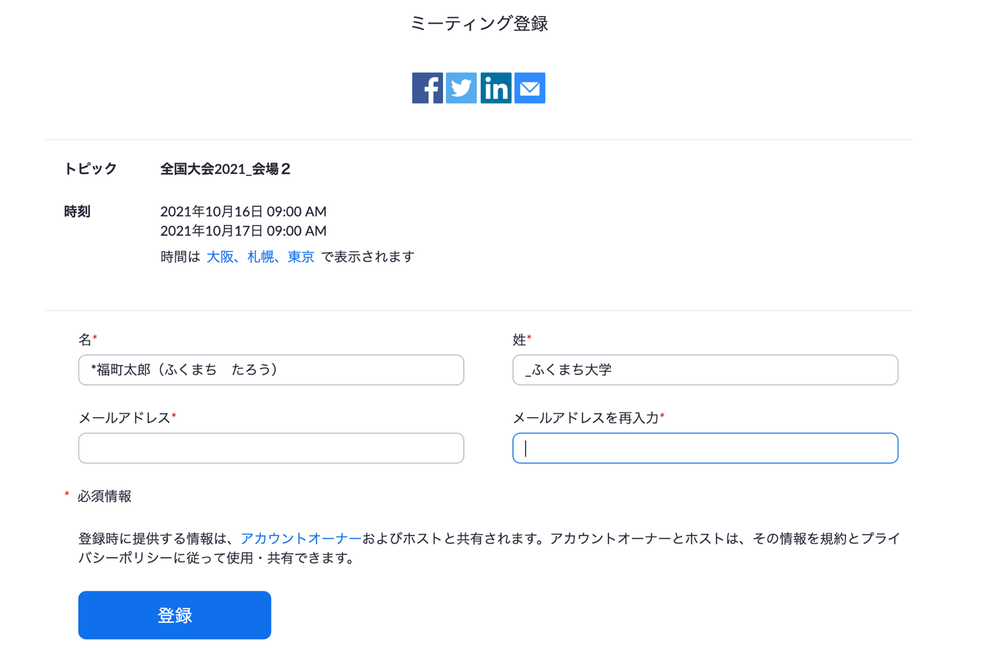 ミーティング登録
f in
トピック 全国大会2021_会場２
時刻 2021年10月16日 09:00 AM
2021年10月17日 09:00 AM
時間は 大阪、札幌、東京 で表示されます
名* 姓*
*福町太郎（ふくまち　たろう） _ふくまち大学
メールアドレス* メールアドレスを再入力*
* 必須情報
登録時に提供する情報は、アカウントオーナーおよびホストと共有されます。アカウントオーナーとホストは、その情報を規約とプライ
バシーポリシーに従って使用・共有できます。
登録